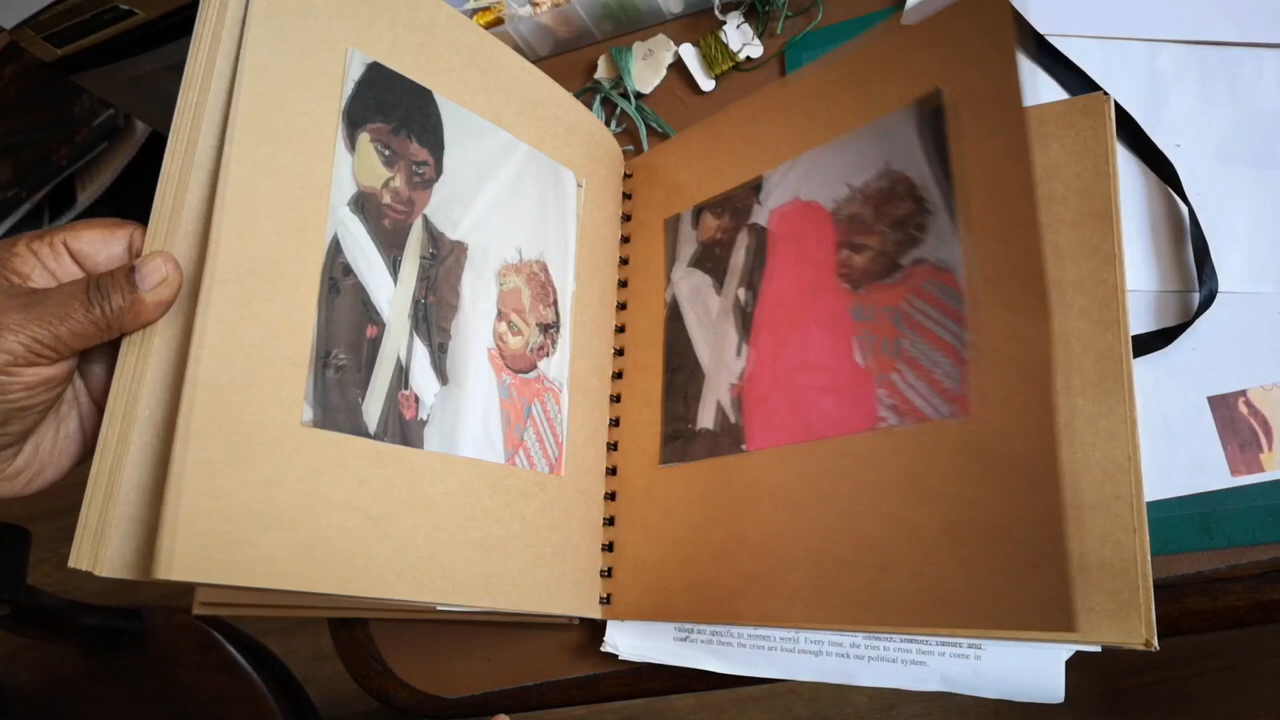 values are specific to women's world. Every time, she tries to cross them or come in
conflict with them, the cries are loud enough to rock our political system.